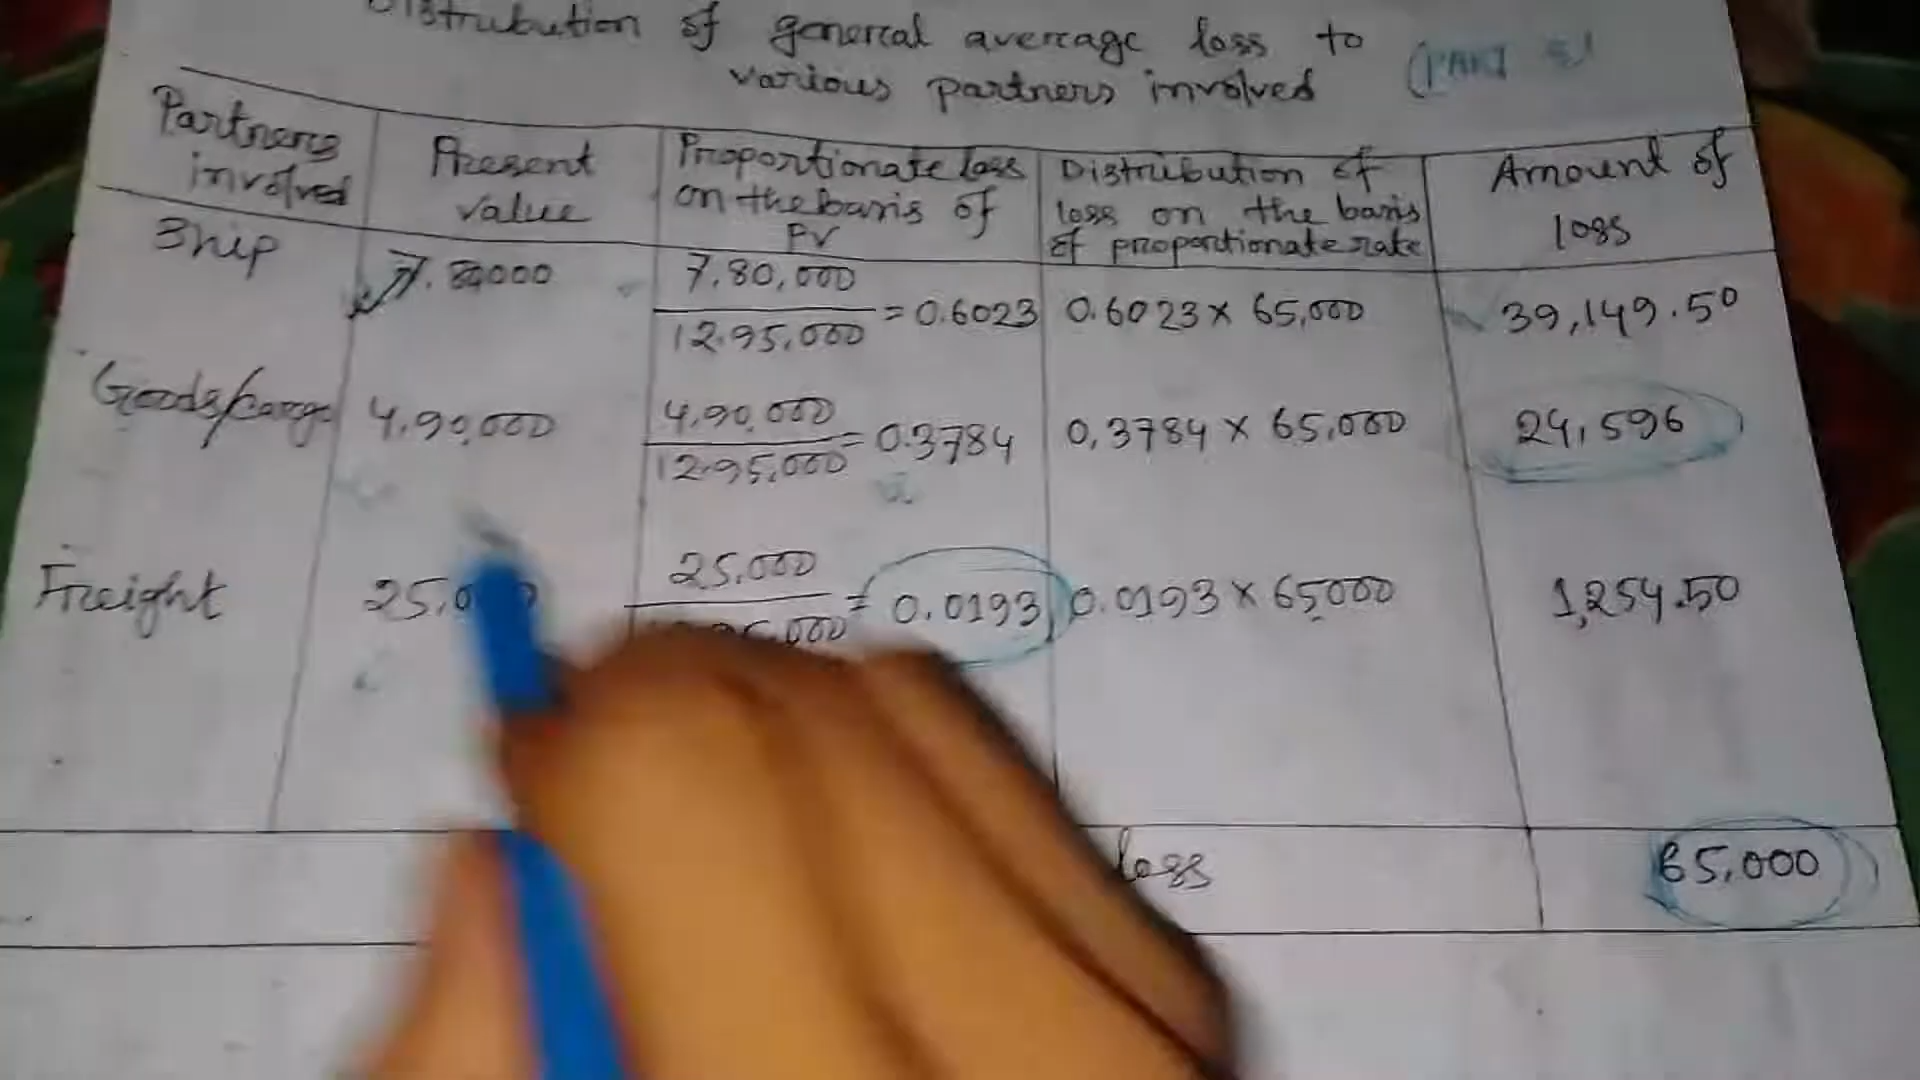 Distribution of general average loss to
various partners involved (PART
Partners involved | Present value | Proportionate loss on the basis of PV | Distribution of loss on the basis of proportionate rate | Amount of loss
Ship | 7.80000 | 7.80,000 / 12.95,000 = 0.6023 | 0.6023 x 65,000 | 39,149.50
Goods/cargo | 4,90,000 | 4,90,000 / 12.95,000 = 0.3784 | 0,3784 x 65,000 | 24,596
Freight | 25,0 | 25,000 / ,000 = 0.0193 | 0.0193 x 65000 | 1,254.50
loss | 65,000